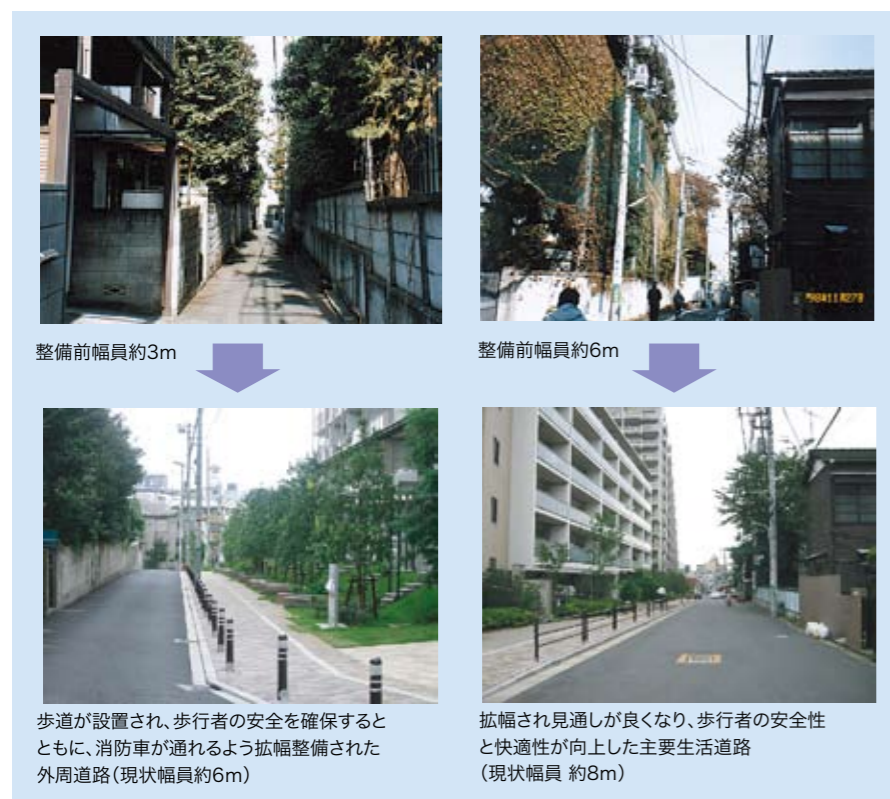 整備前幅員約3m
整備前幅員約6m
歩道が設置され、歩行者の安全を確保すると
ともに、消防車が通れるよう拡幅整備された
外周道路(現状幅員約6m)
拡幅され見通しが良くなり、歩行者の安全性
と快適性が向上した主要生活道路
(現状幅員 約8m)